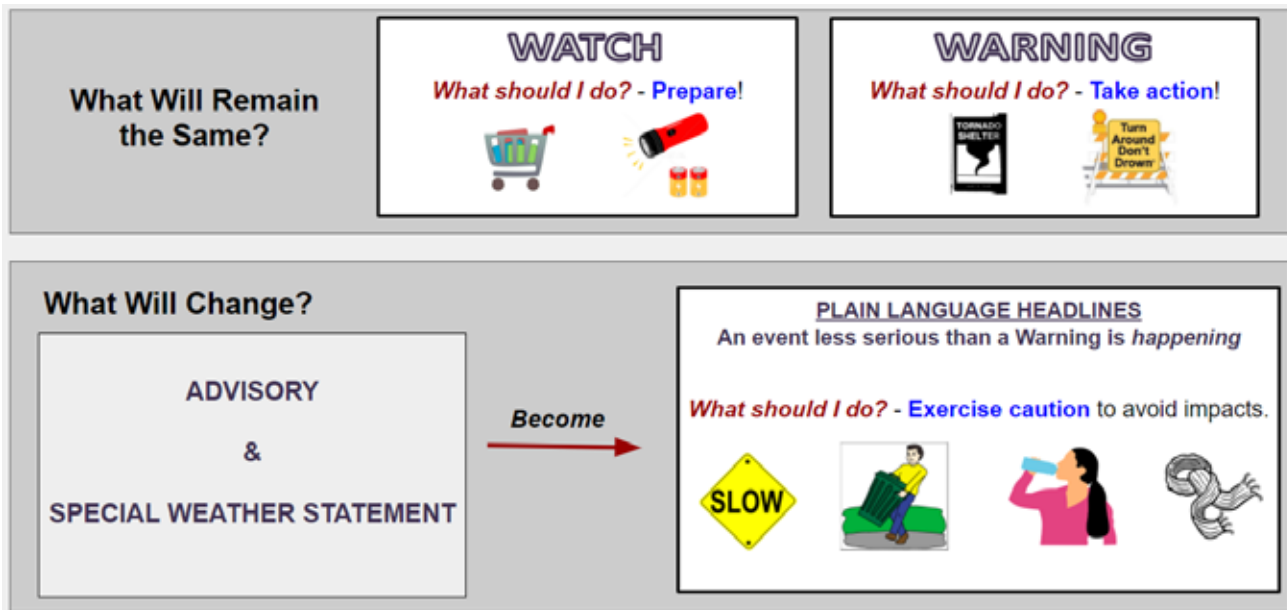 What Will Remain
the Same?
WATCH
What should I do? - Prepare!
WARNING
What should I do? - Take action!
TORNADO
SHELTER
Turn
Around
Don't
Drown
What Will Change?
ADVISORY
&
SPECIAL WEATHER STATEMENT
Become
PLAIN LANGUAGE HEADLINES
An event less serious than a Warning is happening
What should I do? - Exercise caution to avoid impacts.
SLOW